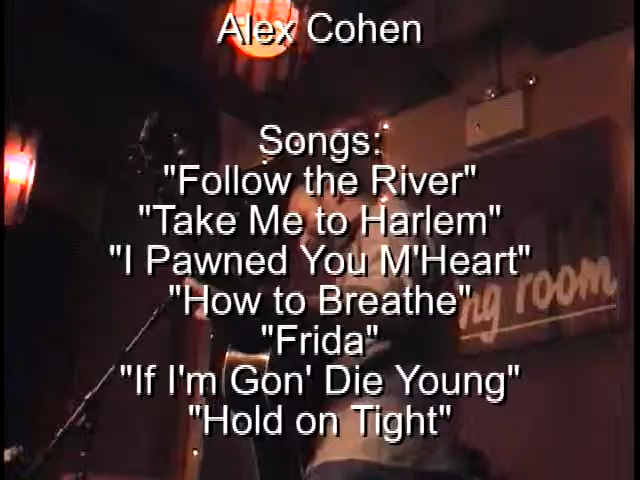 Alex Cohen
Songs:
"Follow the River"
"Take Me to Harlem"
"I Pawned You M'Heart"
"How to Breathe"
"Frida"
"If I'm Gon' Die Young"
"Hold on Tight"
room